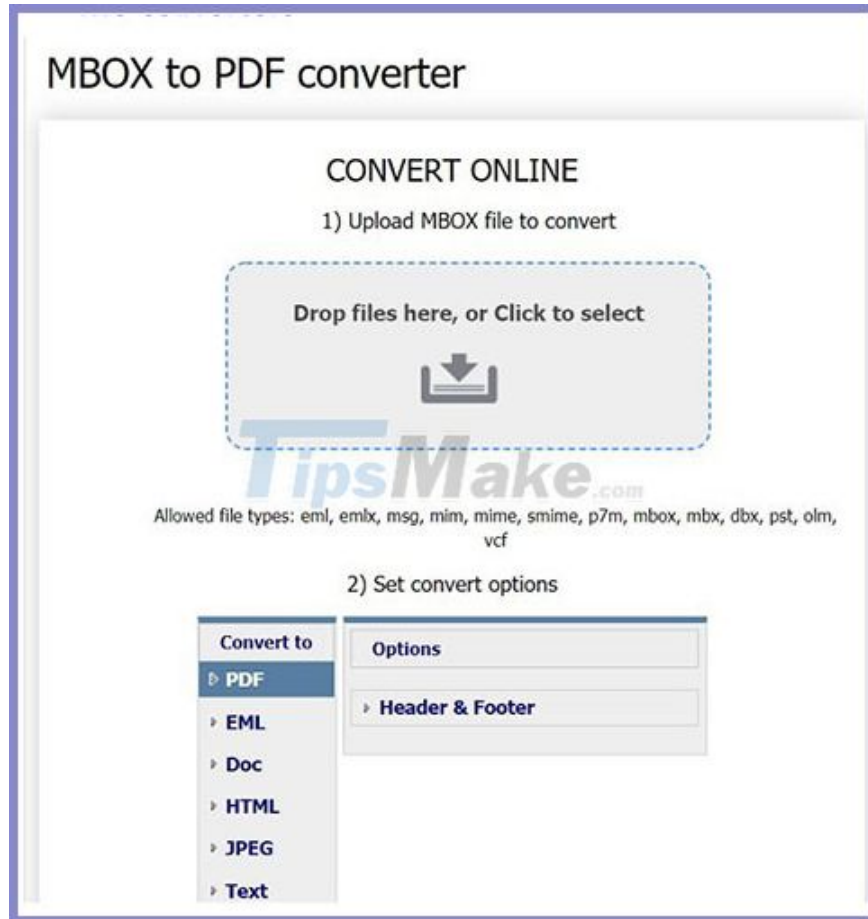 MBOX to PDF converter
CONVERT ONLINE
1) Upload MBOX file to convert
Drop files here, or Click to select
TipsMake.com
Allowed file types: eml, emlx, msg, mim, mime, smime, p7m, mbox, mbx, dbx, pst, olm,
vcf
2) Set convert options
Convert to
Options
PDF
Header & Footer
EML
Doc
HTML
JPEG
Text